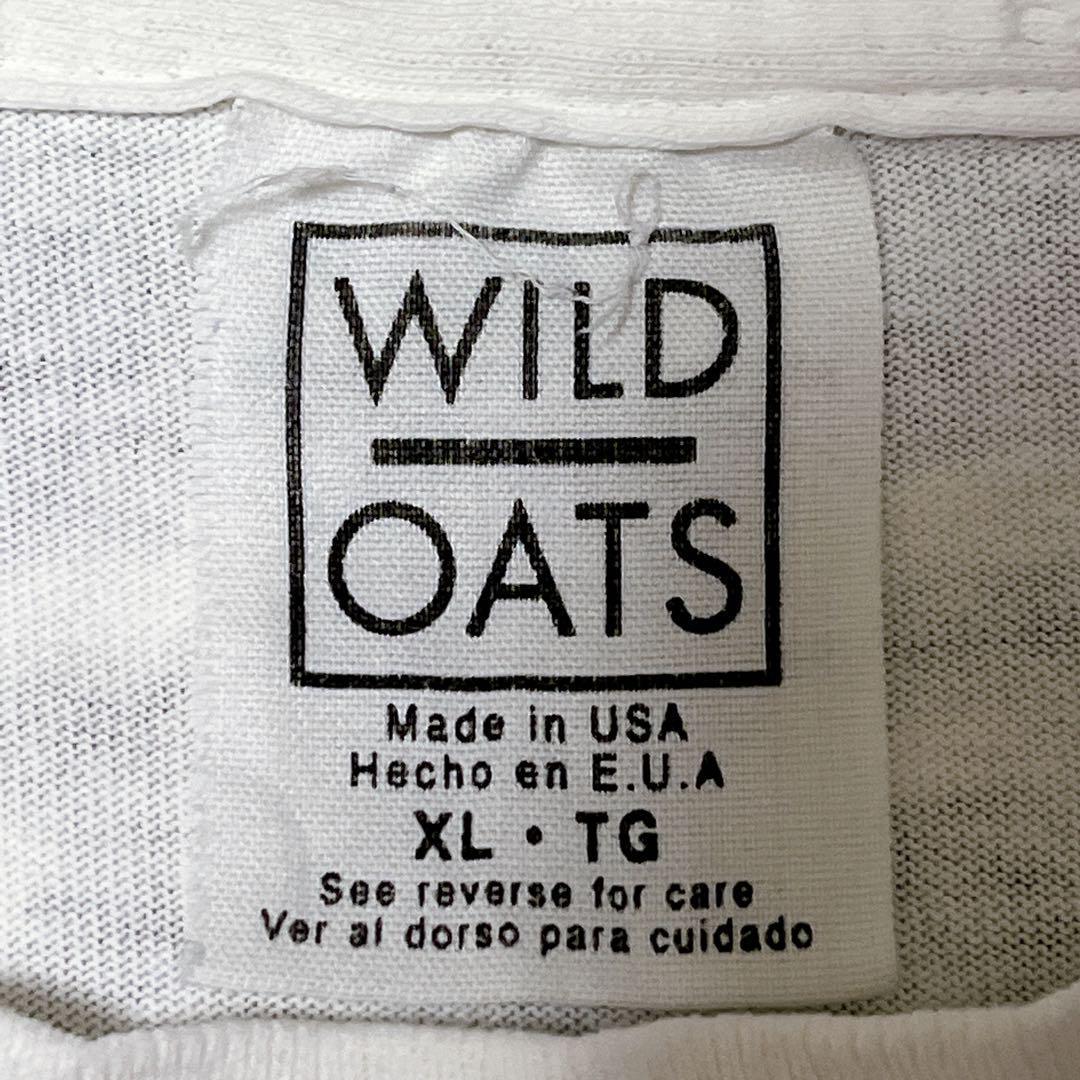 WILD
OATS
Made in USA
Hecho en E.U.A
XL • TG
See reverse for care
Ver al dorso para cuidado